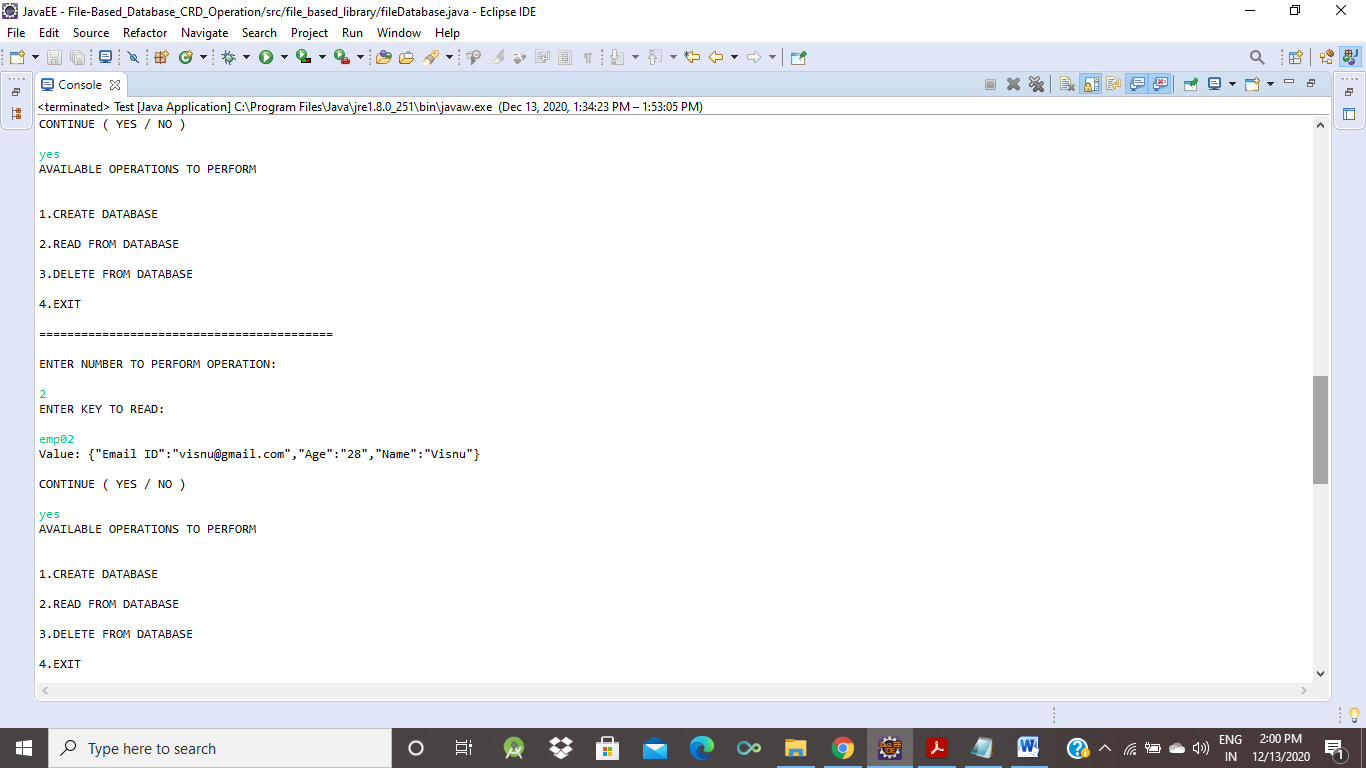 JavaEE - File-Based_Database_CRD_Operation/src/file_based_library/fileDatabase.java - Eclipse IDE
File Edit Source Refactor Navigate Search Project Run Window Help
Console
<terminated> Test [Java Application] C:\Program Files\Java\jre1.8.0_251\bin\javaw.exe (Dec 13, 2020, 1:34:23 PM – 1:53:05 PM)
CONTINUE ( YES / NO )
yes
AVAILABLE OPERATIONS TO PERFORM
1.CREATE DATABASE
2.READ FROM DATABASE
3.DELETE FROM DATABASE
4.EXIT
==========================================
ENTER NUMBER TO PERFORM OPERATION:
2
ENTER KEY TO READ:
emp02
Value: {"Email ID":"visnu@gmail.com","Age":"28","Name":"Visnu"}
CONTINUE ( YES / NO )
yes
AVAILABLE OPERATIONS TO PERFORM
1.CREATE DATABASE
2.READ FROM DATABASE
3.DELETE FROM DATABASE
4.EXIT
Type here to search
ENG
IN
2:00 PM
12/13/2020
1